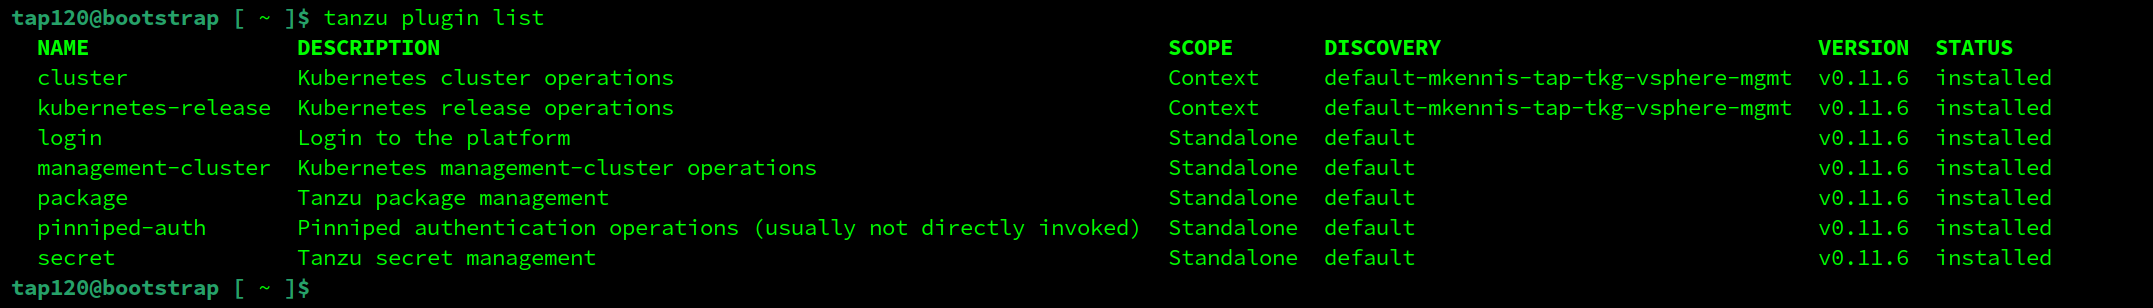 tap120@bootstrap [ ~ ]$ tanzu plugin list
  NAME                DESCRIPTION                                                        SCOPE       DISCOVERY                             VERSION  STATUS
  cluster             Kubernetes cluster operations                                      Context     default-mkennis-tap-tkg-vsphere-mgmt  v0.11.6  installed
  kubernetes-release  Kubernetes release operations                                      Context     default-mkennis-tap-tkg-vsphere-mgmt  v0.11.6  installed
  login               Login to the platform                                              Standalone  default                               v0.11.6  installed
  management-cluster  Kubernetes management-cluster operations                           Standalone  default                               v0.11.6  installed
  package             Tanzu package management                                           Standalone  default                               v0.11.6  installed
  pinniped-auth       Pinniped authentication operations (usually not directly invoked)  Standalone  default                               v0.11.6  installed
  secret              Tanzu secret management                                            Standalone  default                               v0.11.6  installed
tap120@bootstrap [ ~ ]$